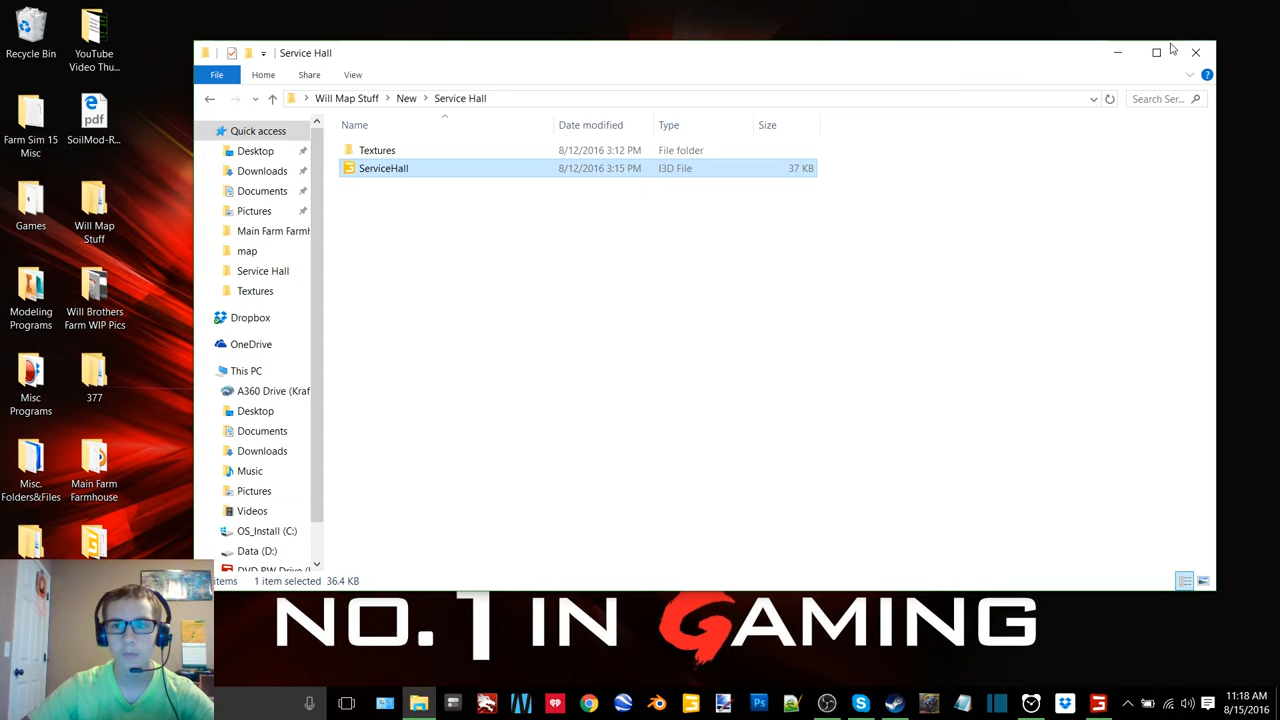 Recycle Bin
YouTube Video Thu...
Farm Sim 15 Misc
SoilMod-R...
pdf
Games
Will Map Stuff
Modeling Programs
Will Brothers Farm WIP Pics
Misc Programs
377
Misc. Folders&Files
Main Farm Farmhouse
Service Hall
File
Home
Share
View
Will Map Stuff
New
Service Hall
Search Ser...
Name
Date modified
Type
Size
Textures
8/12/2016 3:12 PM
File folder
ServiceHall
8/12/2016 3:15 PM
I3D File
37 KB
Quick access
Desktop
Downloads
Documents
Pictures
Main Farm Farmh
map
Service Hall
Textures
Dropbox
OneDrive
This PC
A360 Drive (Kraf
Desktop
Documents
Downloads
Music
Pictures
Videos
OS_Install (C:)
Data (D:)
items
1 item selected 36.4 KB
NO.1 IN GAMING
11:18 AM
8/15/2016